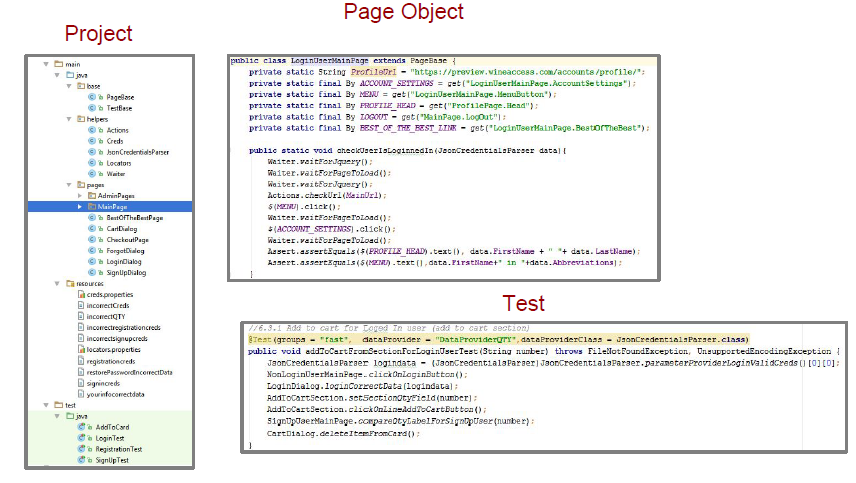 Page Object
Project
main
java
base
PageBase
TestBase
helpers
Actions
Creds
JsonCredentialsParser
Locators
Waiter
pages
AdminPages
MainPage
BestOfTheBestPage
CartDialog
CheckoutPage
ForgotDialog
LoginDialog
SignUpDialog
resources
creds.properties
incorrectCreds
incorrectQTY
incorrectregistrationcreds
incorrectsignupcreds
locators.properties
registrationcreds
restorePasswordIncorrectData
signincreds
yourinfocorrectdata
test
java
AddToCard
LoginTest
RegistrationTest
SignUpTest
public class LoginUserMainPage extends PageBase {
private static String ProfileUrl = "https://preview.wineaccess.com/accounts/profile/";
private static final By ACCOUNT_SETTINGS = get("LoginUserMainPage.AccountSettings");
private static final By MENU = get("LoginUserMainPage.MenuButton");
private static final By PROFILE_HEAD = get("ProfilePage.Head");
private static final By LOGOUT = get("MainPage.LogOut");
private static final By BEST_OF_THE_BEST_LINK = get("LoginUserMainPage.BestOfTheBest");
public static void checkUserIsLoginnedIn(JsonCredentialsParser data){
Waiter.waitForJquery();
Waiter.waitForPageToLoad();
Waiter.waitForJquery();
Actions.checkUrl(MainUrl);
$(MENU).click();
Waiter.waitForPageToLoad();
$(ACCOUNT_SETTINGS).click();
Waiter.waitForPageToLoad();
Assert.assertEquals($(PROFILE_HEAD).text(), data.FirstName + " "+ data.LastName);
Assert.assertEquals($(MENU).text(),data.FirstName+" in "+data.Abbreviations);
}
Test
//6.3.1 Add to cart for Loged In user (add to cart section)
@Test(groups = "fast", dataProvider = "DataProviderQTY",dataProviderClass = JsonCredentialsParser.class)
public void addToCartFromSectionForLoginUserTest(String number) throws FileNotFoundException, UnsupportedEncodingException {
JsonCredentialsParser logindata = (JsonCredentialsParser)JsonCredentialsParser.parameterProviderLoginValidCreds()[0][0];
NonLoginUserMainPage.clickOnLoginButton();
LoginDialog.loginCorrectData(logindata);
AddToCartSection.setSectionQtyField(number);
AddToCartSection.clickOnLineAddToCartButton();
SignUpUserMainPage.compareQtyLabelForSignUpUser(number);
CartDialog.deleteItemFromCard();
}